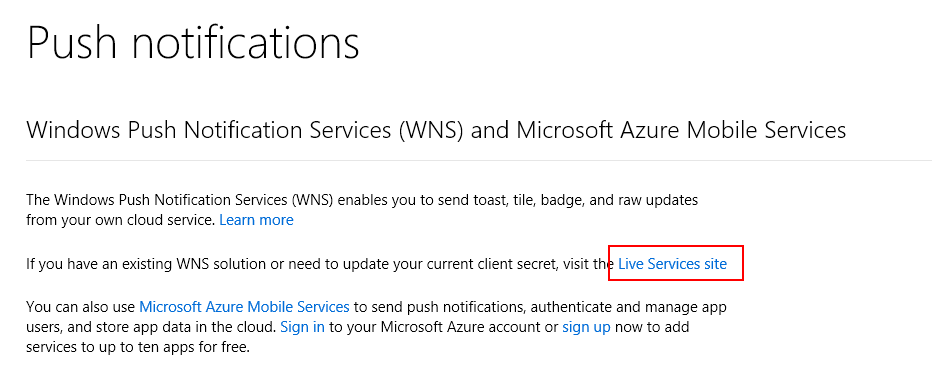 Push notifications
Windows Push Notification Services (WNS) and Microsoft Azure Mobile Services
The Windows Push Notification Services (WNS) enables you to send toast, tile, badge, and raw updates
from your own cloud service. Learn more
If you have an existing WNS solution or need to update your current client secret, visit the Live Services site
You can also use Microsoft Azure Mobile Services to send push notifications, authenticate and manage app
users, and store app data in the cloud. Sign in to your Microsoft Azure account or sign up now to add
services to up to ten apps for free.